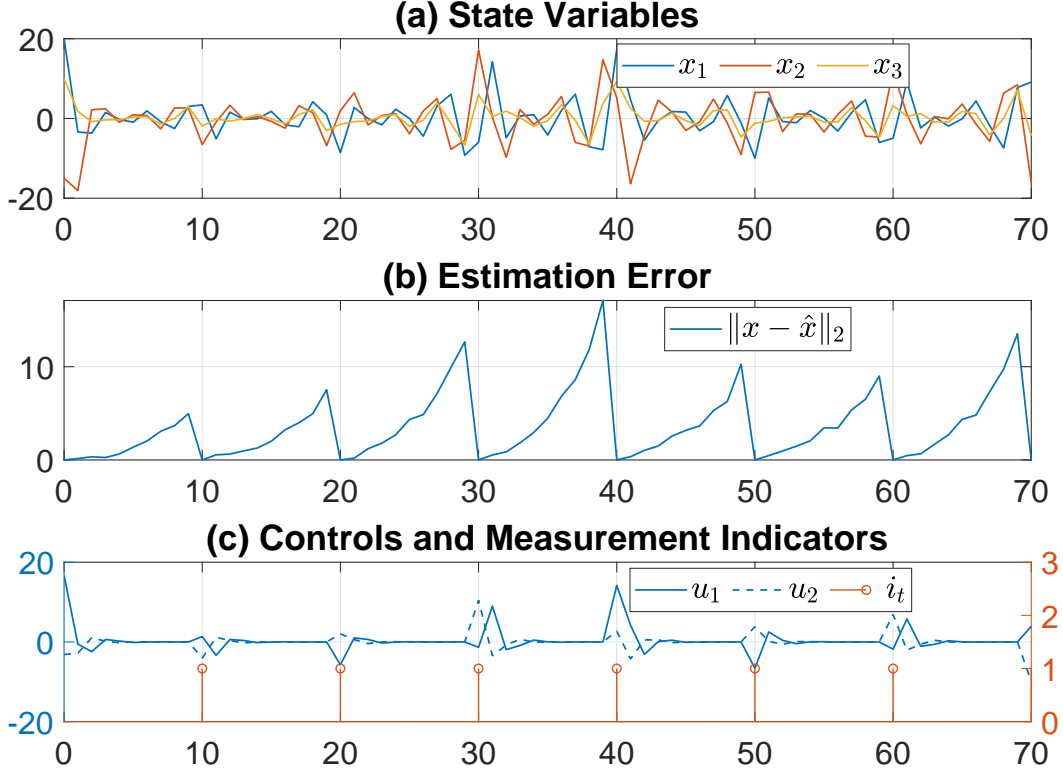 (a) State Variables
20
0
-20
x₁ x₂ x₃
0 10 20 30 40 50 60 70
(b) Estimation Error
10
0
‖x − x̂‖₂
0 10 20 30 40 50 60 70
(c) Controls and Measurement Indicators
20
0
-20
u₁ u₂ iₜ
3
2
1
0
0 10 20 30 40 50 60 70